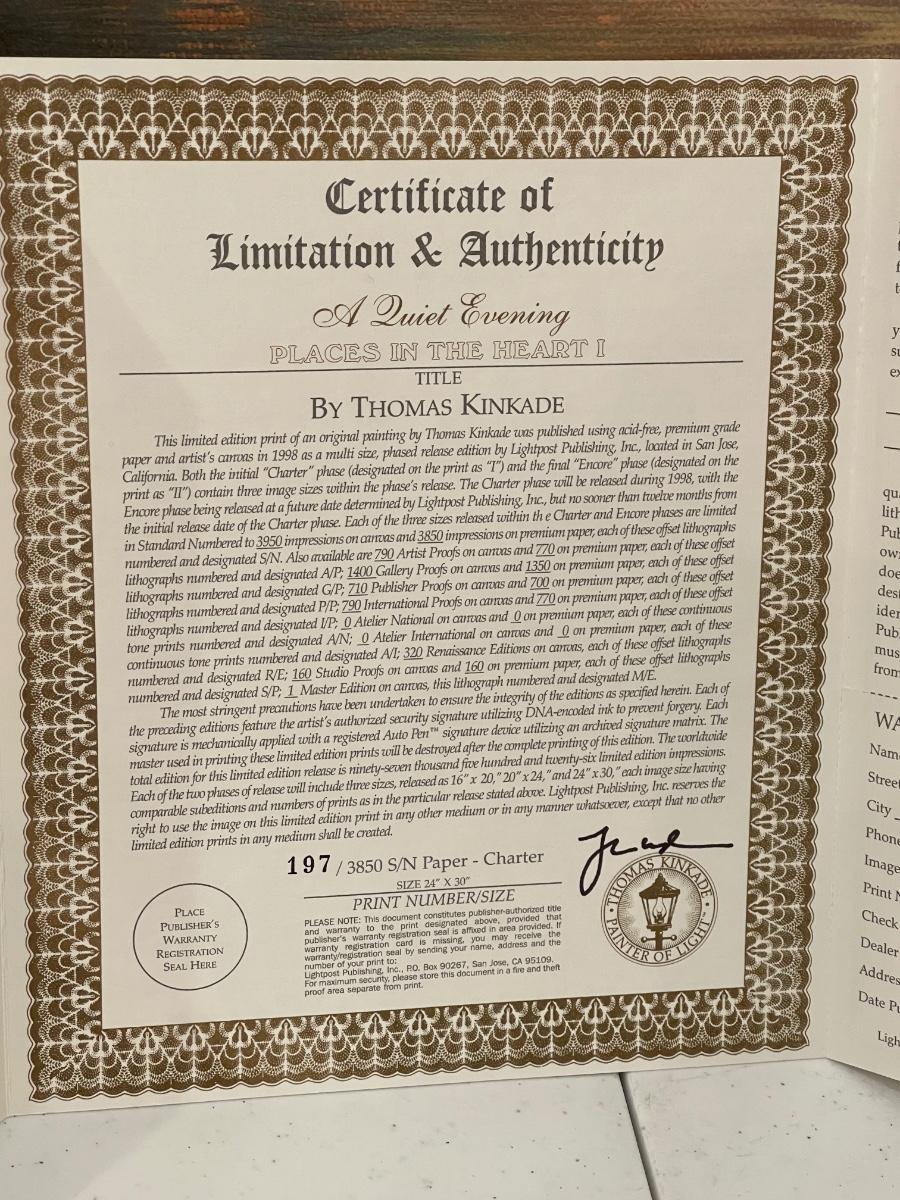 Certificate of
Limitation & Authenticity
A Quiet Evening
PLACES IN THE HEART I
TITLE
BY THOMAS KINKADE
This limited edition print of an original painting by Thomas Kinkade was published using acid-free, premium grade
paper and artist's canvas in 1998 as a multi size, phased release edition by Lightpost Publishing, Inc., located in San Jose,
California. Both the initial "Charter" phase (designated on the print as "I") and the final "Encore" phase (designated on the
print as "II") contain three image sizes within the phase's release. The Charter phase will be released during 1998, with the
Encore phase being released at a future date determined by Lightpost Publishing, Inc., but no sooner than twelve months from
the initial release date of the Charter phase. Each of the three sizes released within th e Charter and Encore phases are limited
in Standard Numbered to 3950 impressions on canvas and 3850 impressions on premium paper, each of these offset lithographs
numbered and designated S/N. Also available are 790 Artist Proofs on canvas and 770 on premium paper, each of these offset
lithographs numbered and designated A/P; 1400 Gallery Proofs on canvas and 1350 on premium paper, each of these offset
lithographs numbered and designated G/P; 710 Publisher Proofs on canvas and 700 on premium paper, each of these offset
lithographs numbered and designated P/P; 790 International Proofs on canvas and 770 on premium paper, each of these offset
lithographs numbered and designated I/P; 0 Atelier National on canvas and 0 on premium paper, each of these continuous
tone prints numbered and designated A/N; 0 Atelier International on canvas and 0 on premium paper, each of these
continuous tone prints numbered and designated A/I; 320 Renaissance Editions on canvas, each of these offset lithographs
numbered and designated R/E; 160 Studio Proofs on canvas and 160 on premium paper, each of these offset lithographs
numbered and designated S/P; 1 Master Edition on canvas, this lithograph numbered and designated M/E.
The most stringent precautions have been undertaken to ensure the integrity of the editions as specified herein. Each of
the preceding editions feature the artist's authorized security signature utilizing DNA-encoded ink to prevent forgery. Each
signature is mechanically applied with a registered Auto Pen™ signature device utilizing an archived signature matrix. The
master used in printing these limited edition prints will be destroyed after the complete printing of this edition. The worldwide
total edition for this limited edition release is ninety-seven thousand five hundred and twenty-six limited edition impressions.
Each of the two phases of release will include three sizes, released as 16" x 20," 20" x 24," and 24" x 30," each image size having
comparable subeditions and numbers of prints as in the particular release stated above. Lightpost Publishing, Inc. reserves the
right to use the image on this limited edition print in any other medium or in any manner whatsoever, except that no other
limited edition prints in any medium shall be created.
197 / 3850 S/N Paper - Charter
SIZE 24" X 30"
PRINT NUMBER/SIZE
PLEASE NOTE: This document constitutes publisher-authorized title
and warranty to the print designated above, provided that
publisher's warranty registration seal is affixed in area provided. If
warranty registration card is missing, you may receive the
warranty/registration seal by sending your name, address and the
number of your print to:
Lightpost Publishing, Inc., P.O. Box 90267, San Jose, CA 95109.
For maximum security, please store this document in a fire and theft
proof area separate from print.
PLACE
PUBLISHER'S
WARRANTY
REGISTRATION
SEAL HERE
THOMAS KINKADE
PAINTER OF LIGHT™
qua
lith
Pub
own
doe
dest
iden
Publ
mus
from
WA
Name
Street
City
Phone
Image
Print N
Check
Dealer
Addres
Date Pu
Ligh